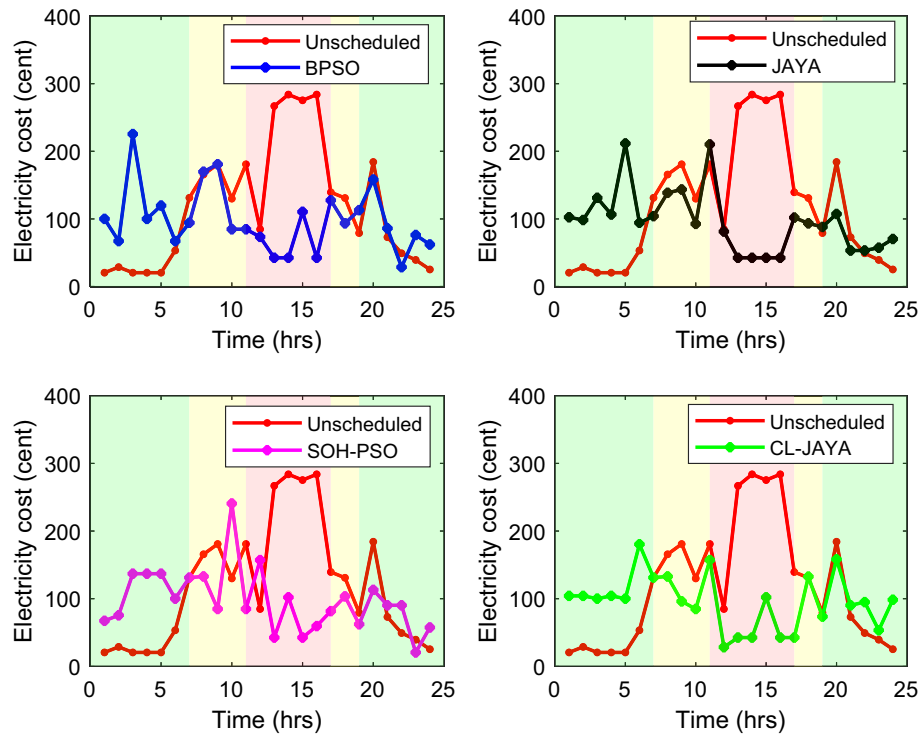 Electricity cost (cent)
400
300
200
100
0
Unscheduled
BPSO
0 5 10 15 20 25
Time (hrs)
Electricity cost (cent)
400
300
200
100
0
Unscheduled
JAYA
0 5 10 15 20 25
Time (hrs)
Electricity cost (cent)
400
300
200
100
0
Unscheduled
SOH-PSO
0 5 10 15 20 25
Time (hrs)
Electricity cost (cent)
400
300
200
100
0
Unscheduled
CL-JAYA
0 5 10 15 20 25
Time (hrs)